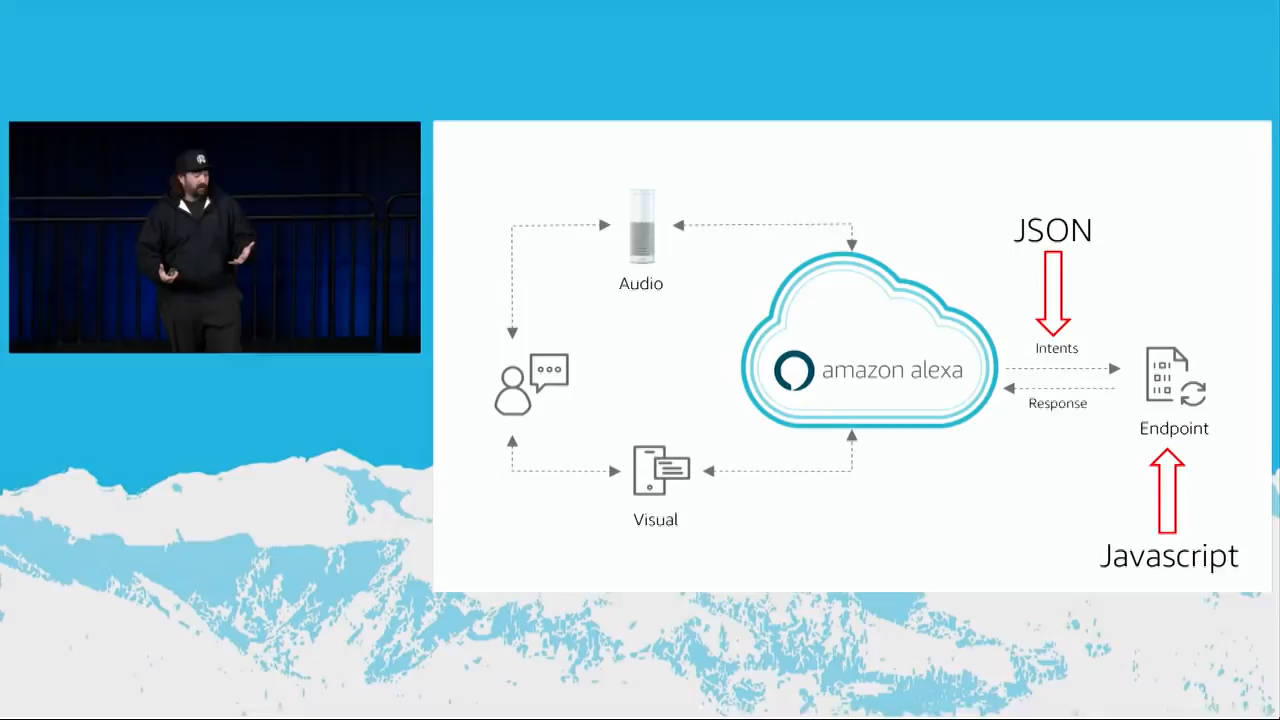 Audio
JSON
Intents
amazon alexa
Response
Endpoint
Visual
Javascript